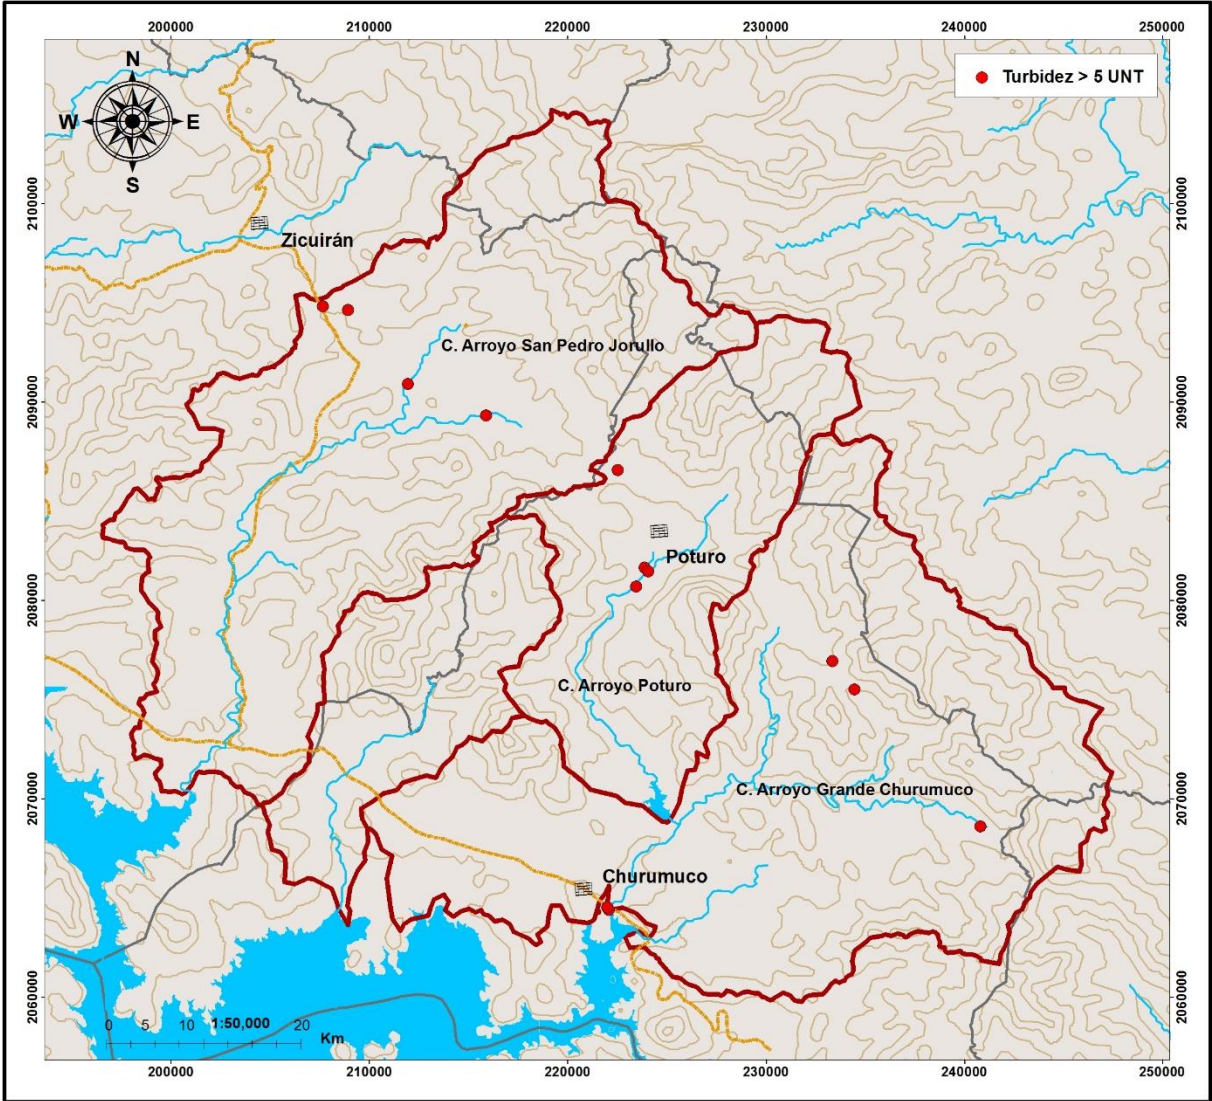 200000 210000 220000 230000 240000 250000
N
W E
S
Turbidez > 5 UNT
2100000 2100000
Zicuirán
C. Arroyo San Pedro Jorullo
2090000 2090000
Poturo
2080000 2080000
C. Arroyo Poturo
2070000 2070000
C. Arroyo Grande Churumuco
Churumuco
2060000 2060000
0 5 10 1:50,000 20
Km
200000 210000 220000 230000 240000 250000